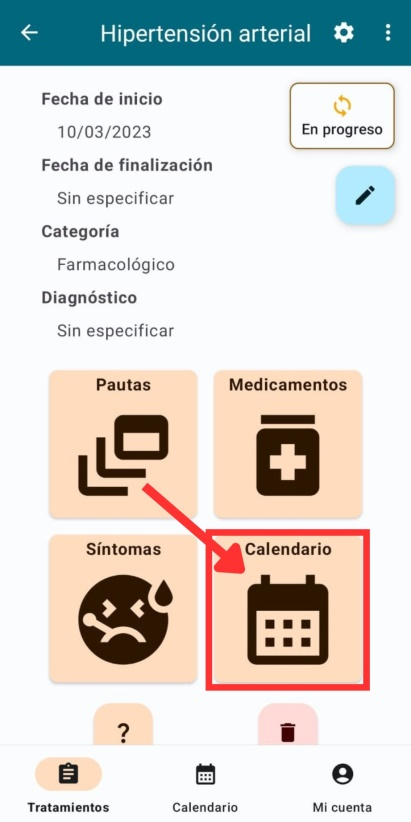 Hipertensión arterial
Fecha de inicio
10/03/2023
En progreso
Fecha de finalización
Sin especificar
Categoría
Farmacológico
Diagnóstico
Sin especificar
Pautas
Medicamentos
Síntomas
Calendario
?
Tratamientos
Calendario
Mi cuenta